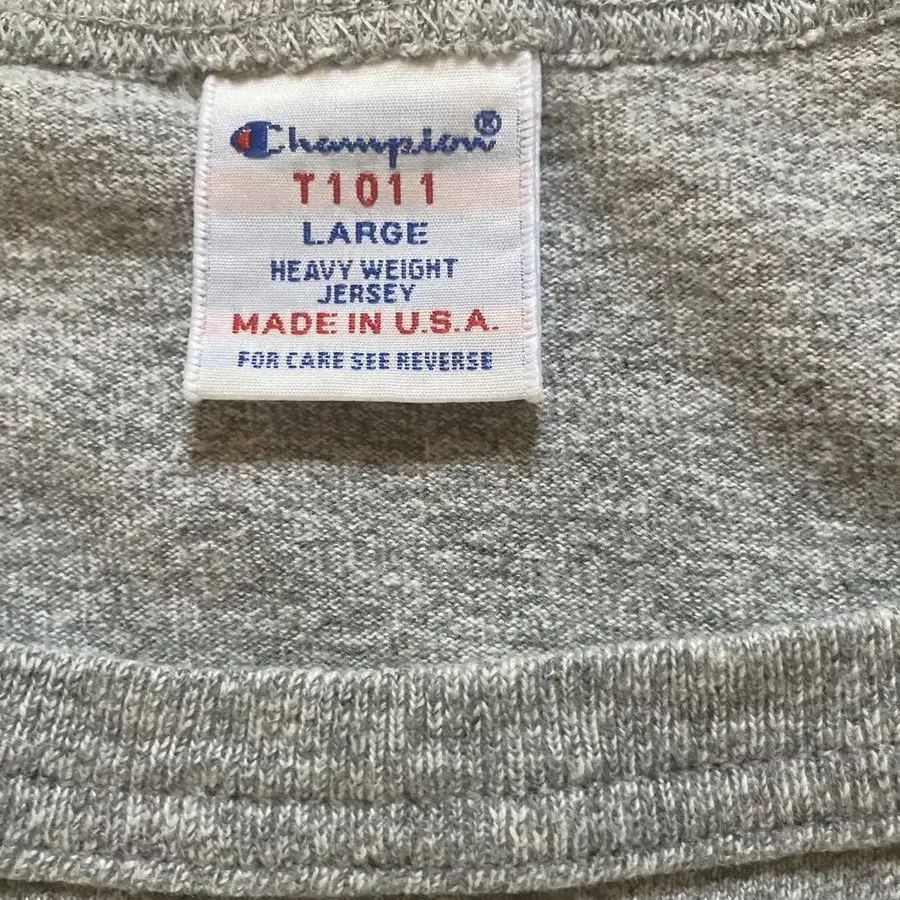 Champion®
T1011
LARGE
HEAVY WEIGHT
JERSEY
MADE IN U.S.A.
FOR CARE SEE REVERSE